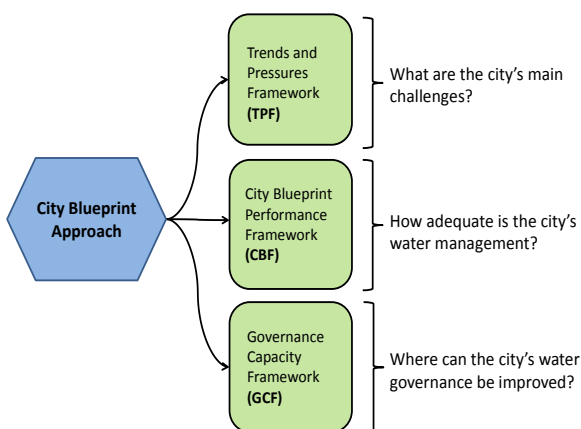 Trends and
Pressures
Framework
(TPF)
What are the city's main
challenges?
City Blueprint
Approach
City Blueprint
Performance
Framework
(CBF)
How adequate is the city's
water management?
Governance
Capacity
Framework
(GCF)
Where can the city's water
governance be improved?